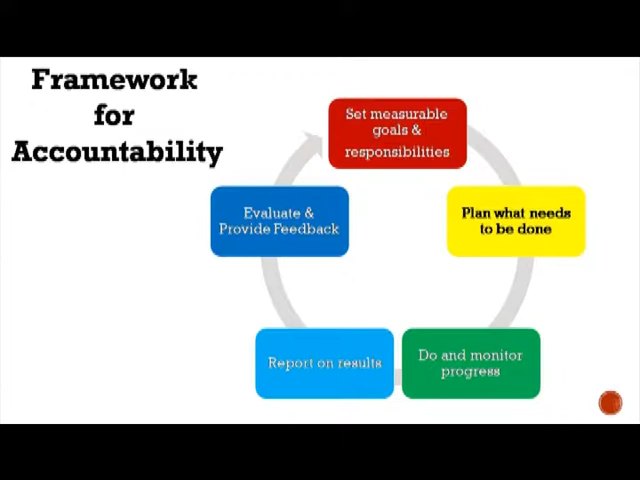 Framework
for
Accountability
Set measurable
goals &
responsibilities
Plan what needs
to be done
Do and monitor
progress
Report on results
Evaluate &
Provide Feedback